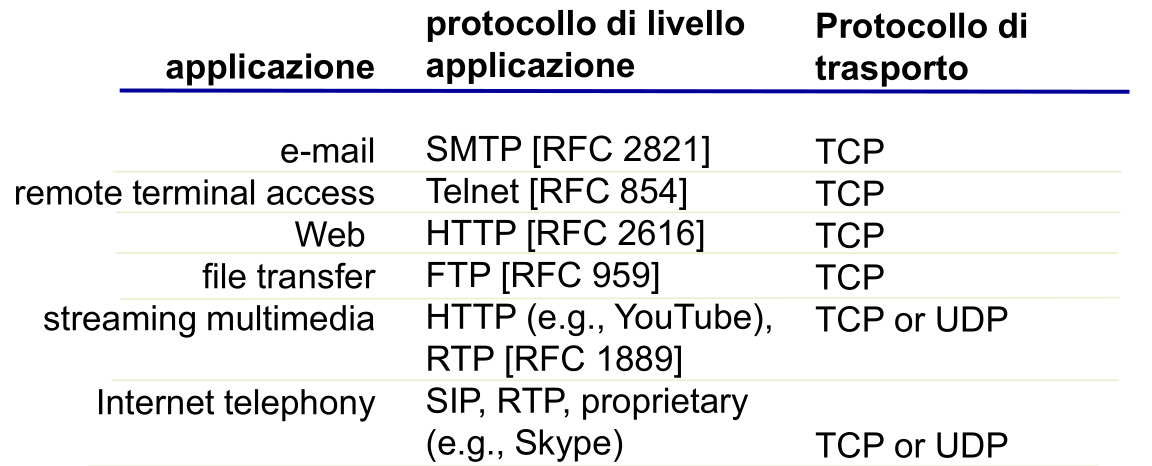 applicazione protocollo di livello applicazione Protocollo di trasporto
e-mail SMTP [RFC 2821] TCP
remote terminal access Telnet [RFC 854] TCP
Web HTTP [RFC 2616] TCP
file transfer FTP [RFC 959] TCP
streaming multimedia HTTP (e.g., YouTube), TCP or UDP
RTP [RFC 1889]
Internet telephony SIP, RTP, proprietary
(e.g., Skype) TCP or UDP